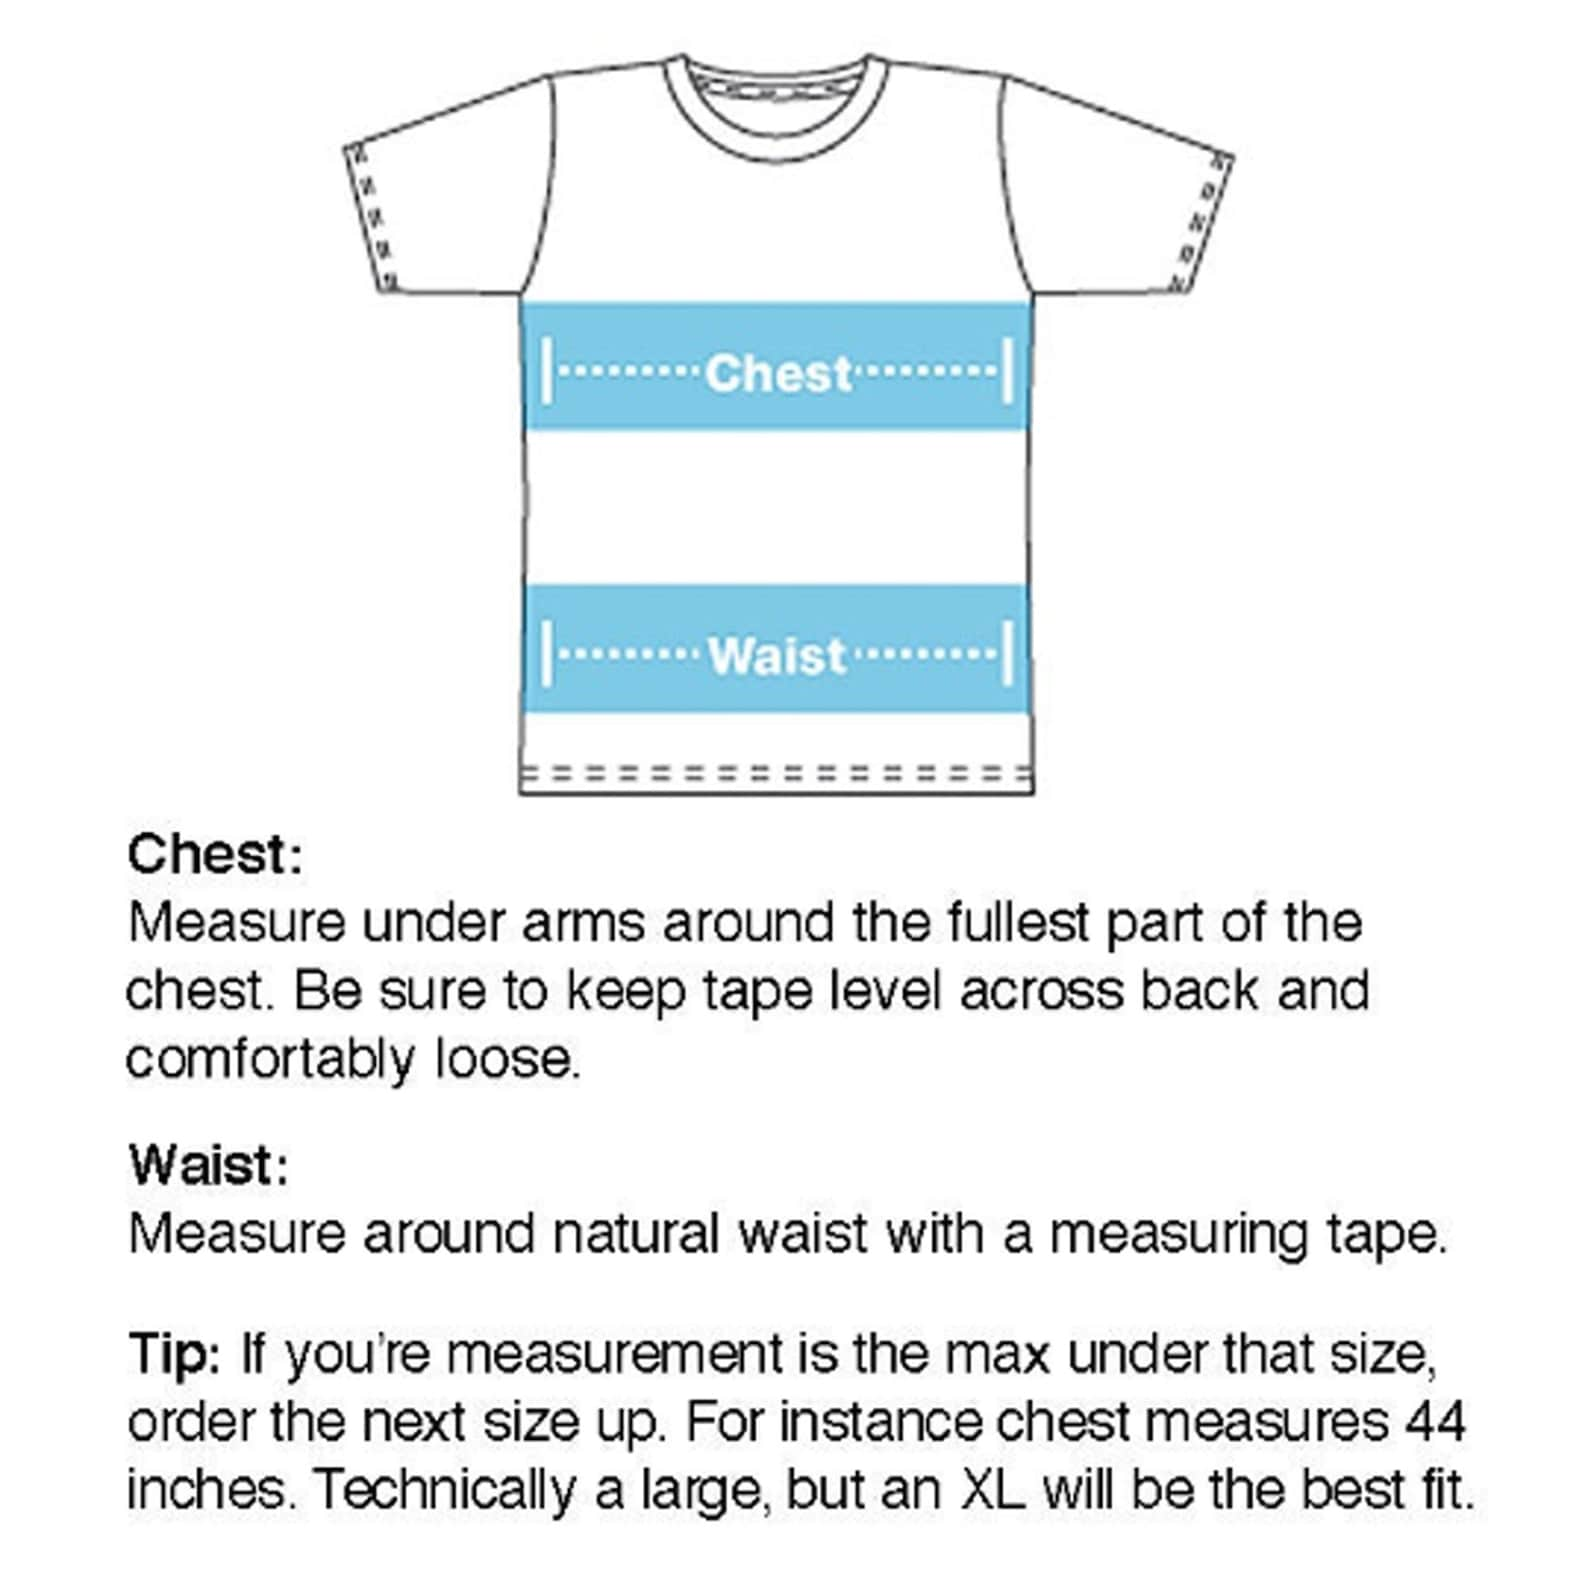 Chest
Waist
Chest:
Measure under arms around the fullest part of the
chest. Be sure to keep tape level across back and
comfortably loose.
Waist:
Measure around natural waist with a measuring tape.
Tip: If you're measurement is the max under that size,
order the next size up. For instance chest measures 44
inches. Technically a large, but an XL will be the best fit.